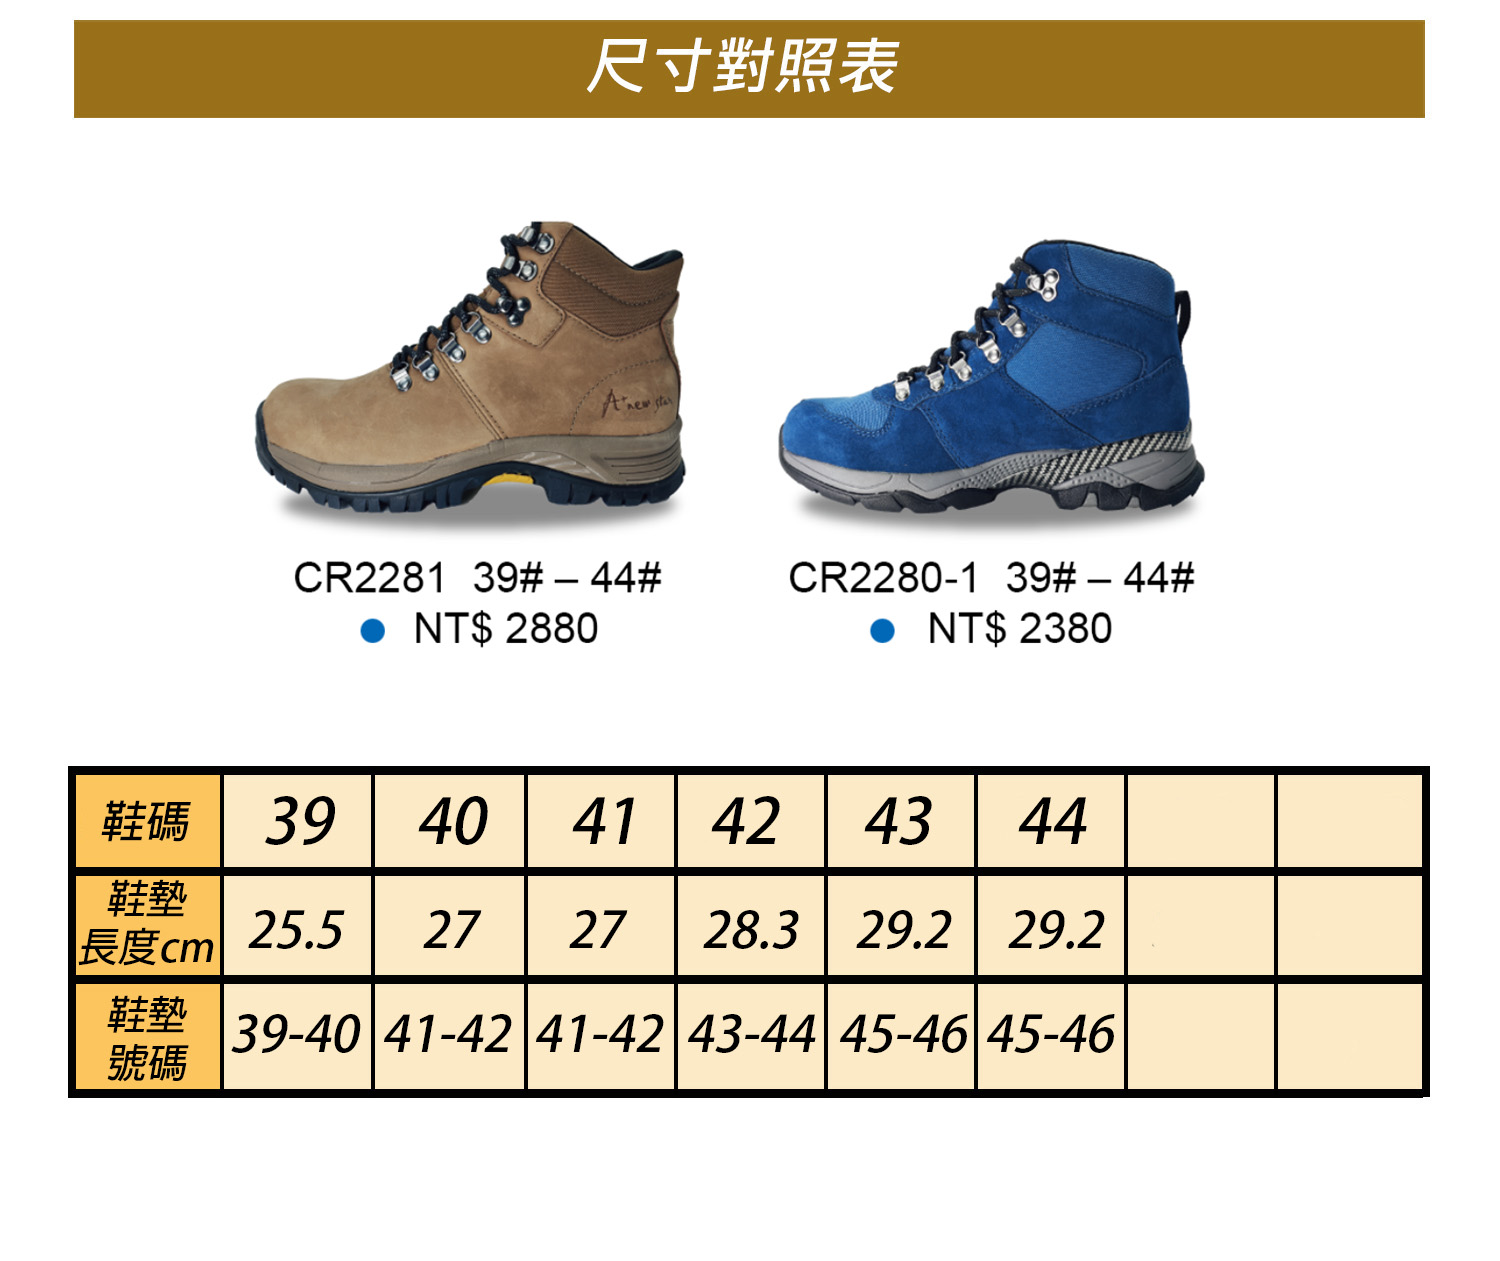 尺寸對照表
A+ new star
CR2281 39# – 44#
NT$ 2880
CR2280-1 39# – 44#
NT$ 2380
鞋碼 39 40 41 42 43 44
鞋墊
長度cm 25.5 27 27 28.3 29.2 29.2
鞋墊
號碼 39-40 41-42 41-42 43-44 45-46 45-46